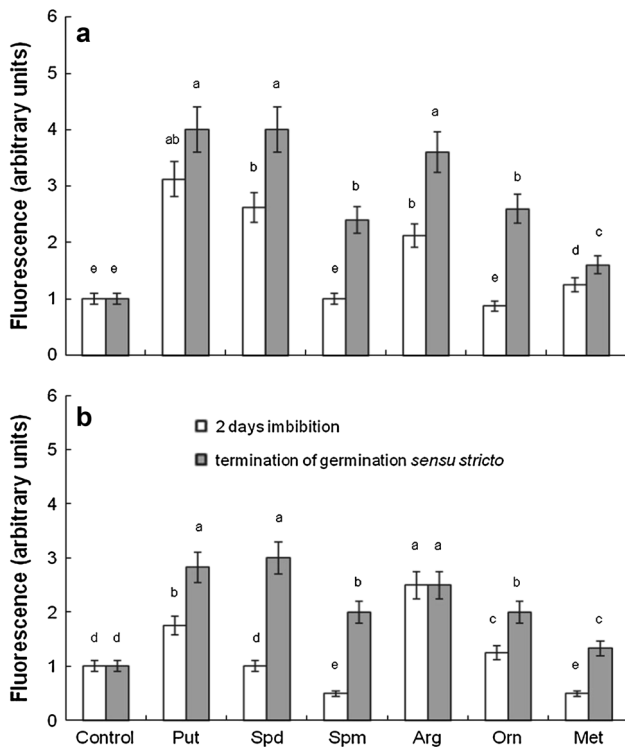 a
Fluorescence (arbitrary units)
6
5
4
3
2
1
0
e e ab a b a e b b a e b d c
b
Fluorescence (arbitrary units)
6
5
4
3
2
1
0
2 days imbibition
termination of germination sensu stricto
d d b a d a e b a a c b e c
Control Put Spd Spm Arg Orn Met